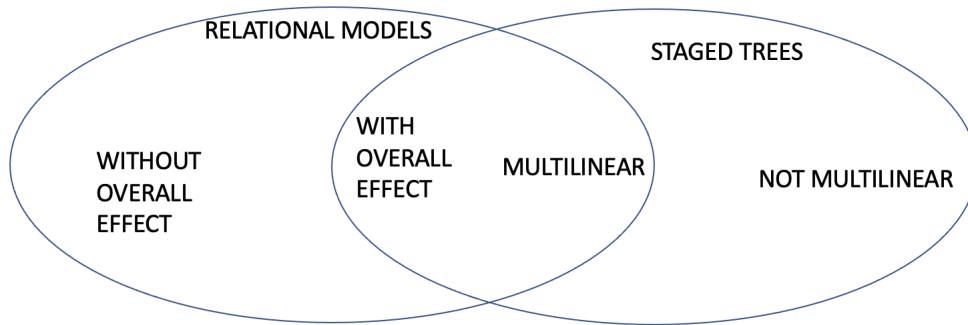 RELATIONAL MODELS
STAGED TREES
WITHOUT
OVERALL
EFFECT
WITH
OVERALL
EFFECT
MULTILINEAR
NOT MULTILINEAR